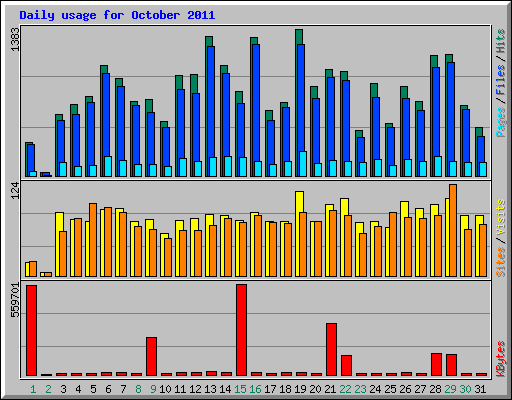 Daily usage for October 2011
1383
124
559701
Pages / Files / Hits
Sites / Visits
KBytes
1 2 3 4 5 6 7 8 9 10 11 12 13 14 15 16 17 18 19 20 21 22 23 24 25 26 27 28 29 30 31